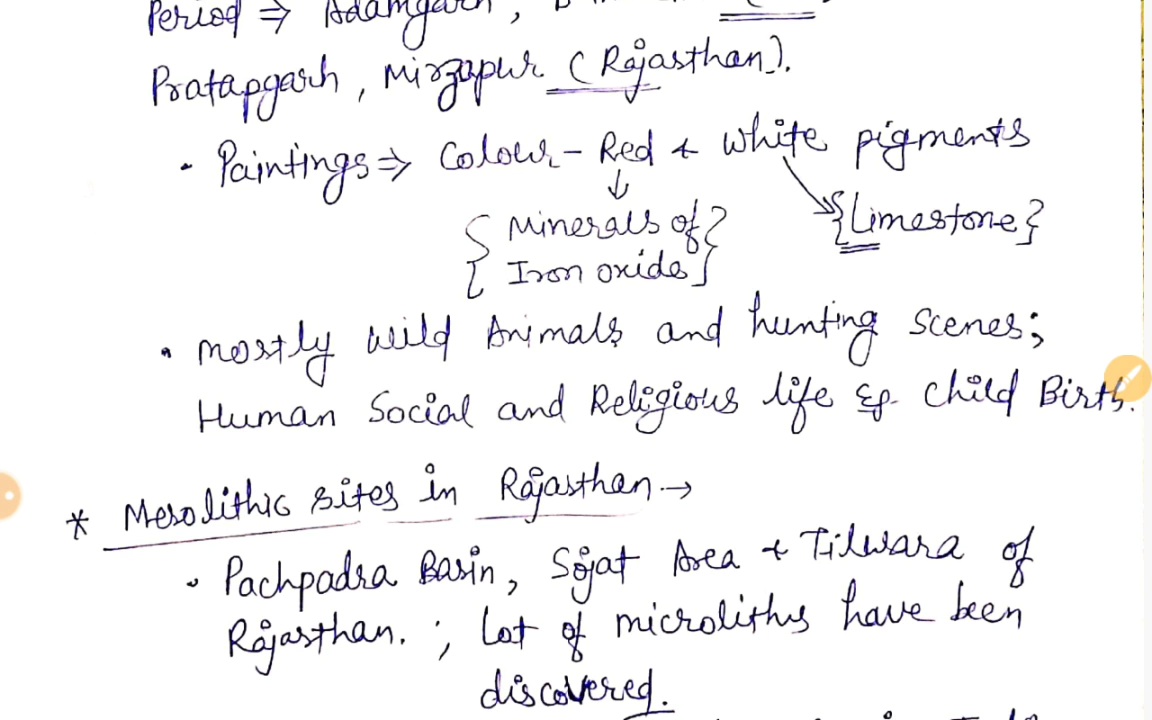 Period ⇒ Adamgarh,
Pratapgarh, Mirzapur (Rajasthan).
• Paintings ⇒ Colour - Red & white pigments
↓
{Minerals of Iron oxide}
{Limestone}
• mostly wild Animals and hunting scenes;
Human Social and Religious life Esp. Child Birth.
* Mesolithic sites in Rajasthan →
• Pachpadra Basin, Sojat Area & Tilwara of
Rajasthan. ; Lot of microliths have been
discovered.